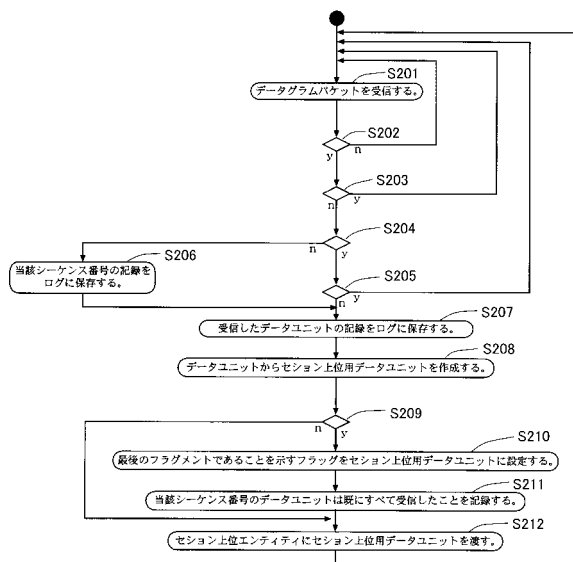 S201
データグラムパケットを受信する。
S202
y
n
S203
n
y
S204
n
y
S206
当該シーケンス番号の記録を
ログに保存する。
S205
n
y
S207
受信したデータユニットの記録をログに保存する。
S208
データユニットからセション上位用データユニットを作成する。
S209
n
y
S210
最後のフラグメントであることを示すフラッグをセション上位用データユニットに設定する。
S211
当該シーケンス番号のデータユニットは既にすべて受信したことを記録する。
S212
セション上位エンティティにセション上位用データユニットを渡す。